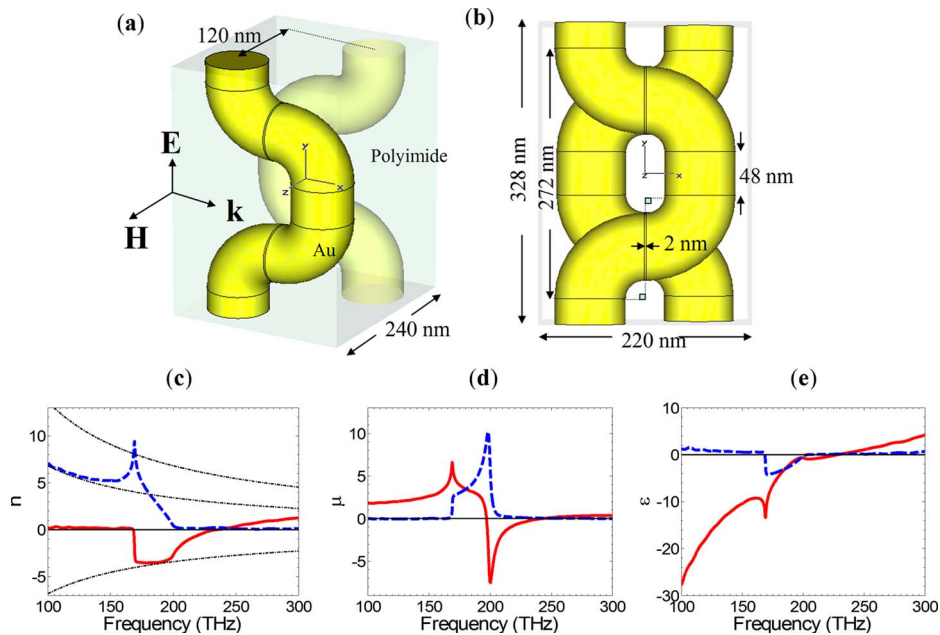 (a)
120 nm
E
k
H
Polyimide
Au
y
x
z
240 nm
(b)
328 nm
272 nm
y
z
x
48 nm
2 nm
220 nm
(c)
n
10
5
0
-5
100 150 200 250 300
Frequency (THz)
(d)
μ
10
5
0
-5
100 150 200 250 300
Frequency (THz)
(e)
ε
10
0
-10
-20
-30
100 150 200 250 300
Frequency (THz)